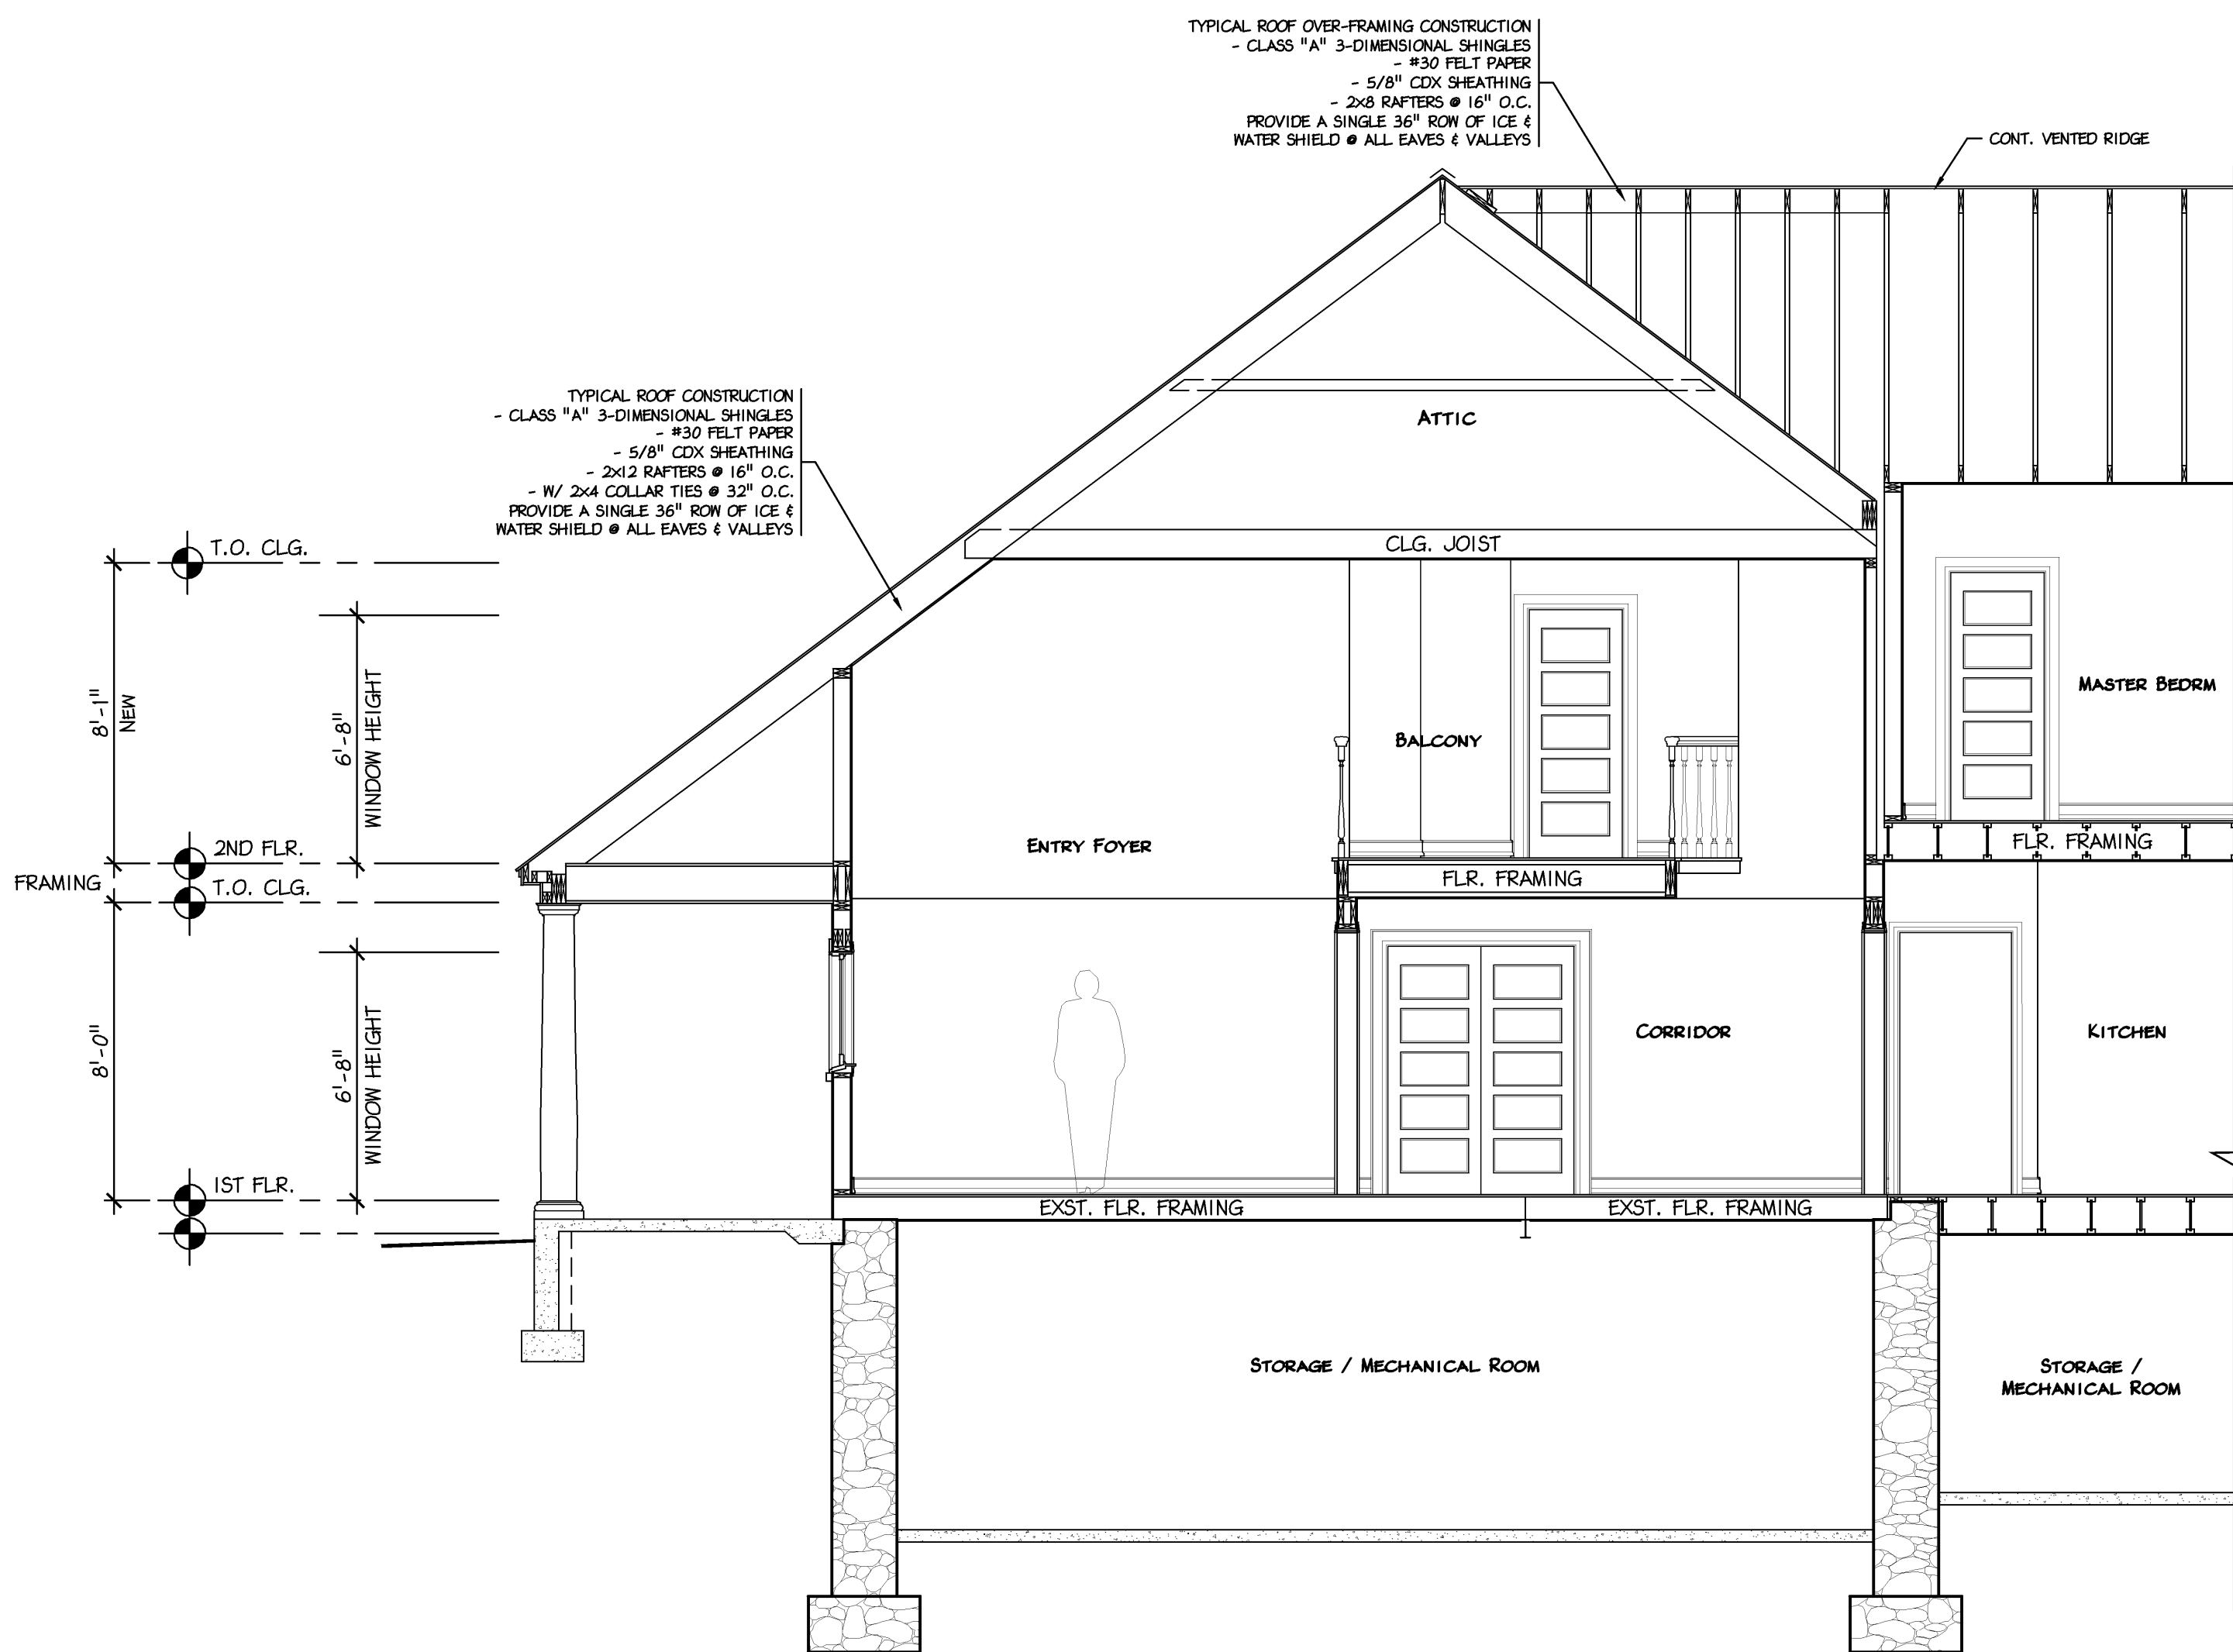 TYPICAL ROOF OVER-FRAMING CONSTRUCTION
- CLASS "A" 3-DIMENSIONAL SHINGLES
- #30 FELT PAPER
- 5/8" CDX SHEATHING
- 2x8 RAFTERS @ 16" O.C.
PROVIDE A SINGLE 36" ROW OF ICE &
WATER SHIELD @ ALL EAVES & VALLEYS
CONT. VENTED RIDGE
TYPICAL ROOF CONSTRUCTION
- CLASS "A" 3-DIMENSIONAL SHINGLES
- #30 FELT PAPER
- 5/8" CDX SHEATHING
- 2x12 RAFTERS @ 16" O.C.
- W/ 2x4 COLLAR TIES @ 32" O.C.
PROVIDE A SINGLE 36" ROW OF ICE &
WATER SHIELD @ ALL EAVES & VALLEYS
ATTIC
CLG. JOIST
T.O. CLG.
8'-1"
NEW
6'-8"
WINDOW HEIGHT
MASTER BEDRM
BALCONY
ENTRY FOYER
FLR. FRAMING
2ND FLR.
FRAMING
T.O. CLG.
FLR. FRAMING
8'-0"
6'-8"
WINDOW HEIGHT
CORRIDOR
KITCHEN
1ST FLR.
EXST. FLR. FRAMING
EXST. FLR. FRAMING
STORAGE / MECHANICAL ROOM
STORAGE /
MECHANICAL ROOM